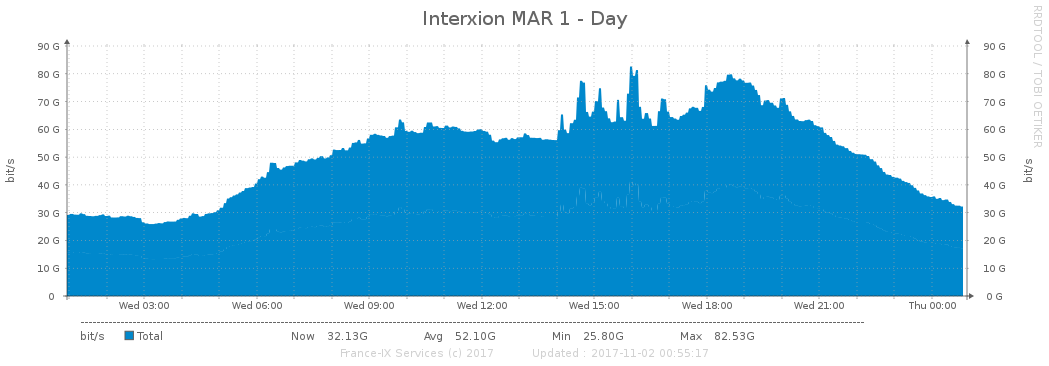 Interxion MAR 1 - Day
RRDTOOL / TOBI OETIKER
bit/s
90 G 90 G
80 G 80 G
70 G 70 G
60 G 60 G
50 G 50 G
40 G 40 G
30 G 30 G
20 G 20 G
10 G 10 G
0 0 G
bit/s
Wed 03:00 Wed 06:00 Wed 09:00 Wed 12:00 Wed 15:00 Wed 18:00 Wed 21:00 Thu 00:00
bit/s Total Now 32.13G Avg 52.10G Min 25.80G Max 82.53G
France-IX Services (c) 2017 Updated : 2017-11-02 00:55:17